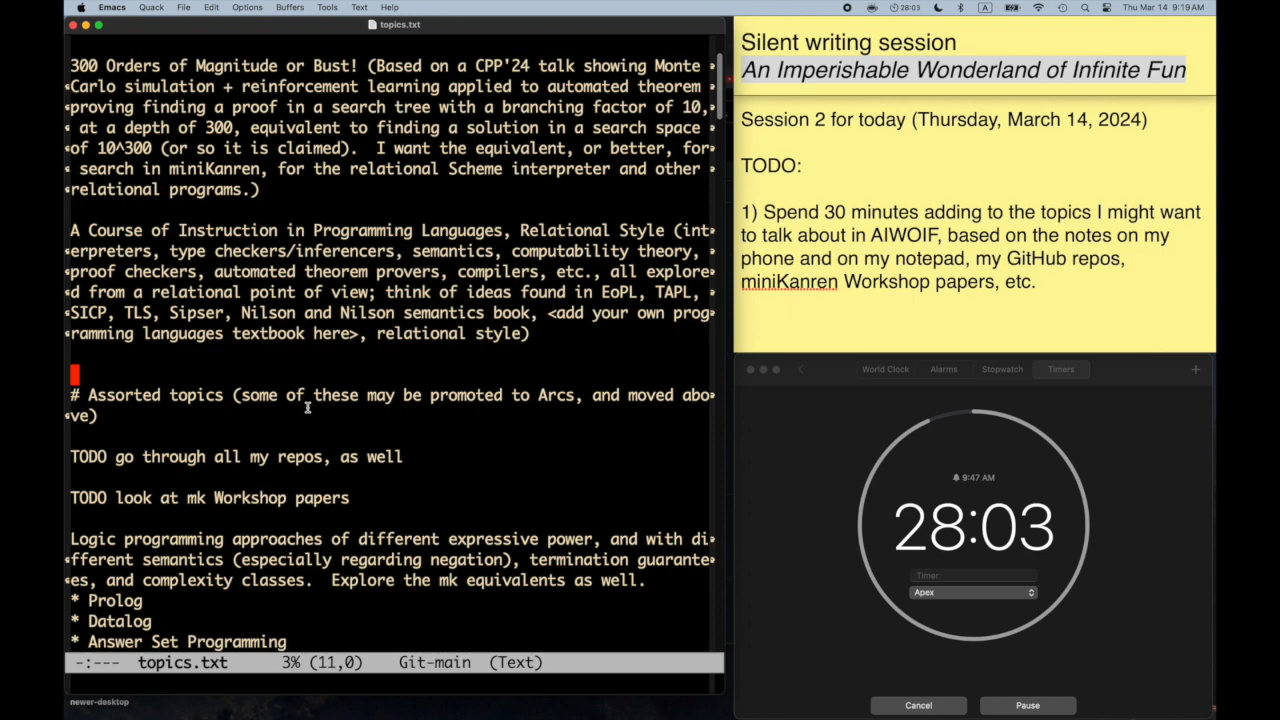 Emacs Quack File Edit Options Buffers Tools Text Help 28:03 A Thu Mar 14 9:19 AM
topics.txt
300 Orders of Magnitude or Bust! (Based on a CPP'24 talk showing Monte
Carlo simulation + reinforcement learning applied to automated theorem
proving finding a proof in a search tree with a branching factor of 10,
at a depth of 300, equivalent to finding a solution in a search space
of 10^300 (or so it is claimed).  I want the equivalent, or better, for
search in miniKanren, for the relational Scheme interpreter and other
relational programs.)
A Course of Instruction in Programming Languages, Relational Style (int
erpreters, type checkers/inferencers, semantics, computability theory,
proof checkers, automated theorem provers, compilers, etc., all explore
d from a relational point of view; think of ideas found in EoPL, TAPL,
SICP, TLS, Sipser, Nilson and Nilson semantics book, <add your own prog
ramming languages textbook here>, relational style)
# Assorted topics (some of these may be promoted to Arcs, and moved abo
ve)
TODO go through all my repos, as well
TODO look at mk Workshop papers
Logic programming approaches of different expressive power, and with di
fferent semantics (especially regarding negation), termination guarante
es, and complexity classes.  Explore the mk equivalents as well.
* Prolog
* Datalog
* Answer Set Programming
-:--- topics.txt 3% (11,0) Git-main (Text)
newer-desktop
Silent writing session
An Imperishable Wonderland of Infinite Fun
Session 2 for today (Thursday, March 14, 2024)
TODO:
1) Spend 30 minutes adding to the topics I might want
to talk about in AIWOIF, based on the notes on my
phone and on my notepad, my GitHub repos,
miniKanren Workshop papers, etc.
World Clock Alarms Stopwatch Timers
9:47 AM
28:03
Timer
Apex
Cancel Pause